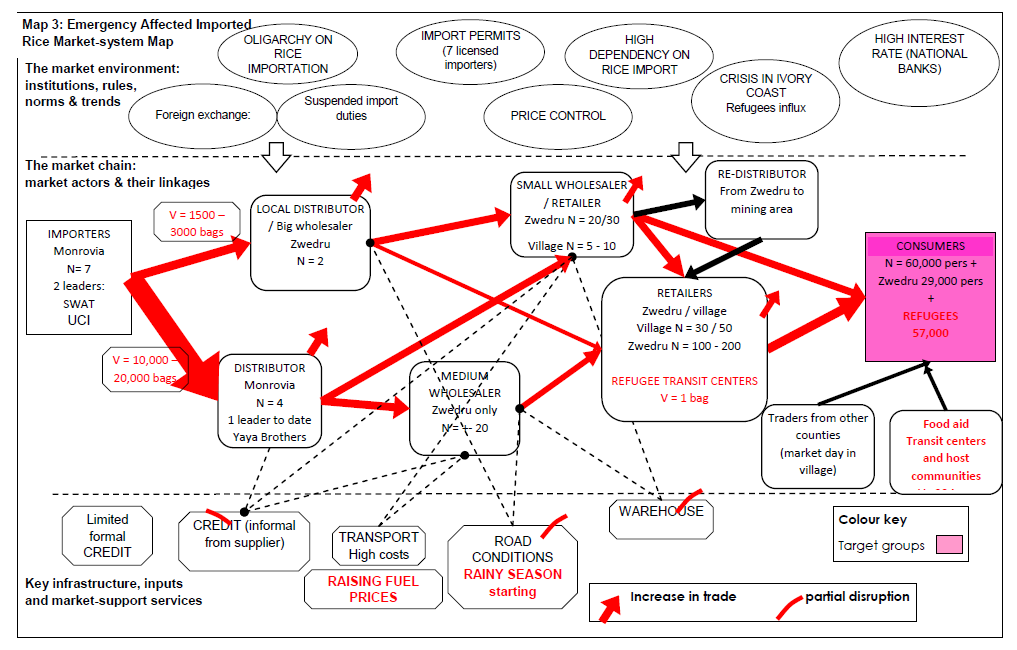 Map 3: Emergency Affected Imported
Rice Market-system Map
OLIGARCHY ON
RICE
IMPORTATION
IMPORT PERMITS
(7 licensed
importers)
HIGH
DEPENDENCY ON
RICE IMPORT
HIGH INTEREST
RATE (NATIONAL
BANKS)
The market environment:
institutions, rules,
norms & trends
Foreign exchange:
Suspended import
duties
PRICE CONTROL
CRISIS IN IVORY
COAST
Refugees influx
The market chain:
market actors & their linkages
IMPORTERS
Monrovia
N= 7
2 leaders:
SWAT
UCI
V = 1500 –
3000 bags
V = 10,000 –
20,000 bags
LOCAL DISTRIBUTOR
/ Big wholesaler
Zwedru
N = 2
DISTRIBUTOR
Monrovia
N = 4
1 leader to date
Yaya Brothers
SMALL WHOLESALER
/ RETAILER
Zwedru N = 20/30
Village N = 5 - 10
MEDIUM
WHOLESALER
Zwedru only
N = +- 20
RE-DISTRIBUTOR
From Zwedru to
mining area
RETAILERS
Zwedru / village
Village N = 30 / 50
Zwedru N = 100 - 200
REFUGEE TRANSIT CENTERS
V = 1 bag
CONSUMERS
N = 60,000 pers +
Zwedru 29,000 pers
+
REFUGEES
57,000
Traders from other
counties
(market day in
village)
Food aid
Transit centers
and host
communities
Limited
formal
CREDIT
CREDIT (informal
from supplier)
TRANSPORT
High costs
RAISING FUEL
PRICES
ROAD
CONDITIONS
RAINY SEASON
starting
WAREHOUSE
Colour key
Target groups
Key infrastructure, inputs
and market-support services
Increase in trade
partial disruption